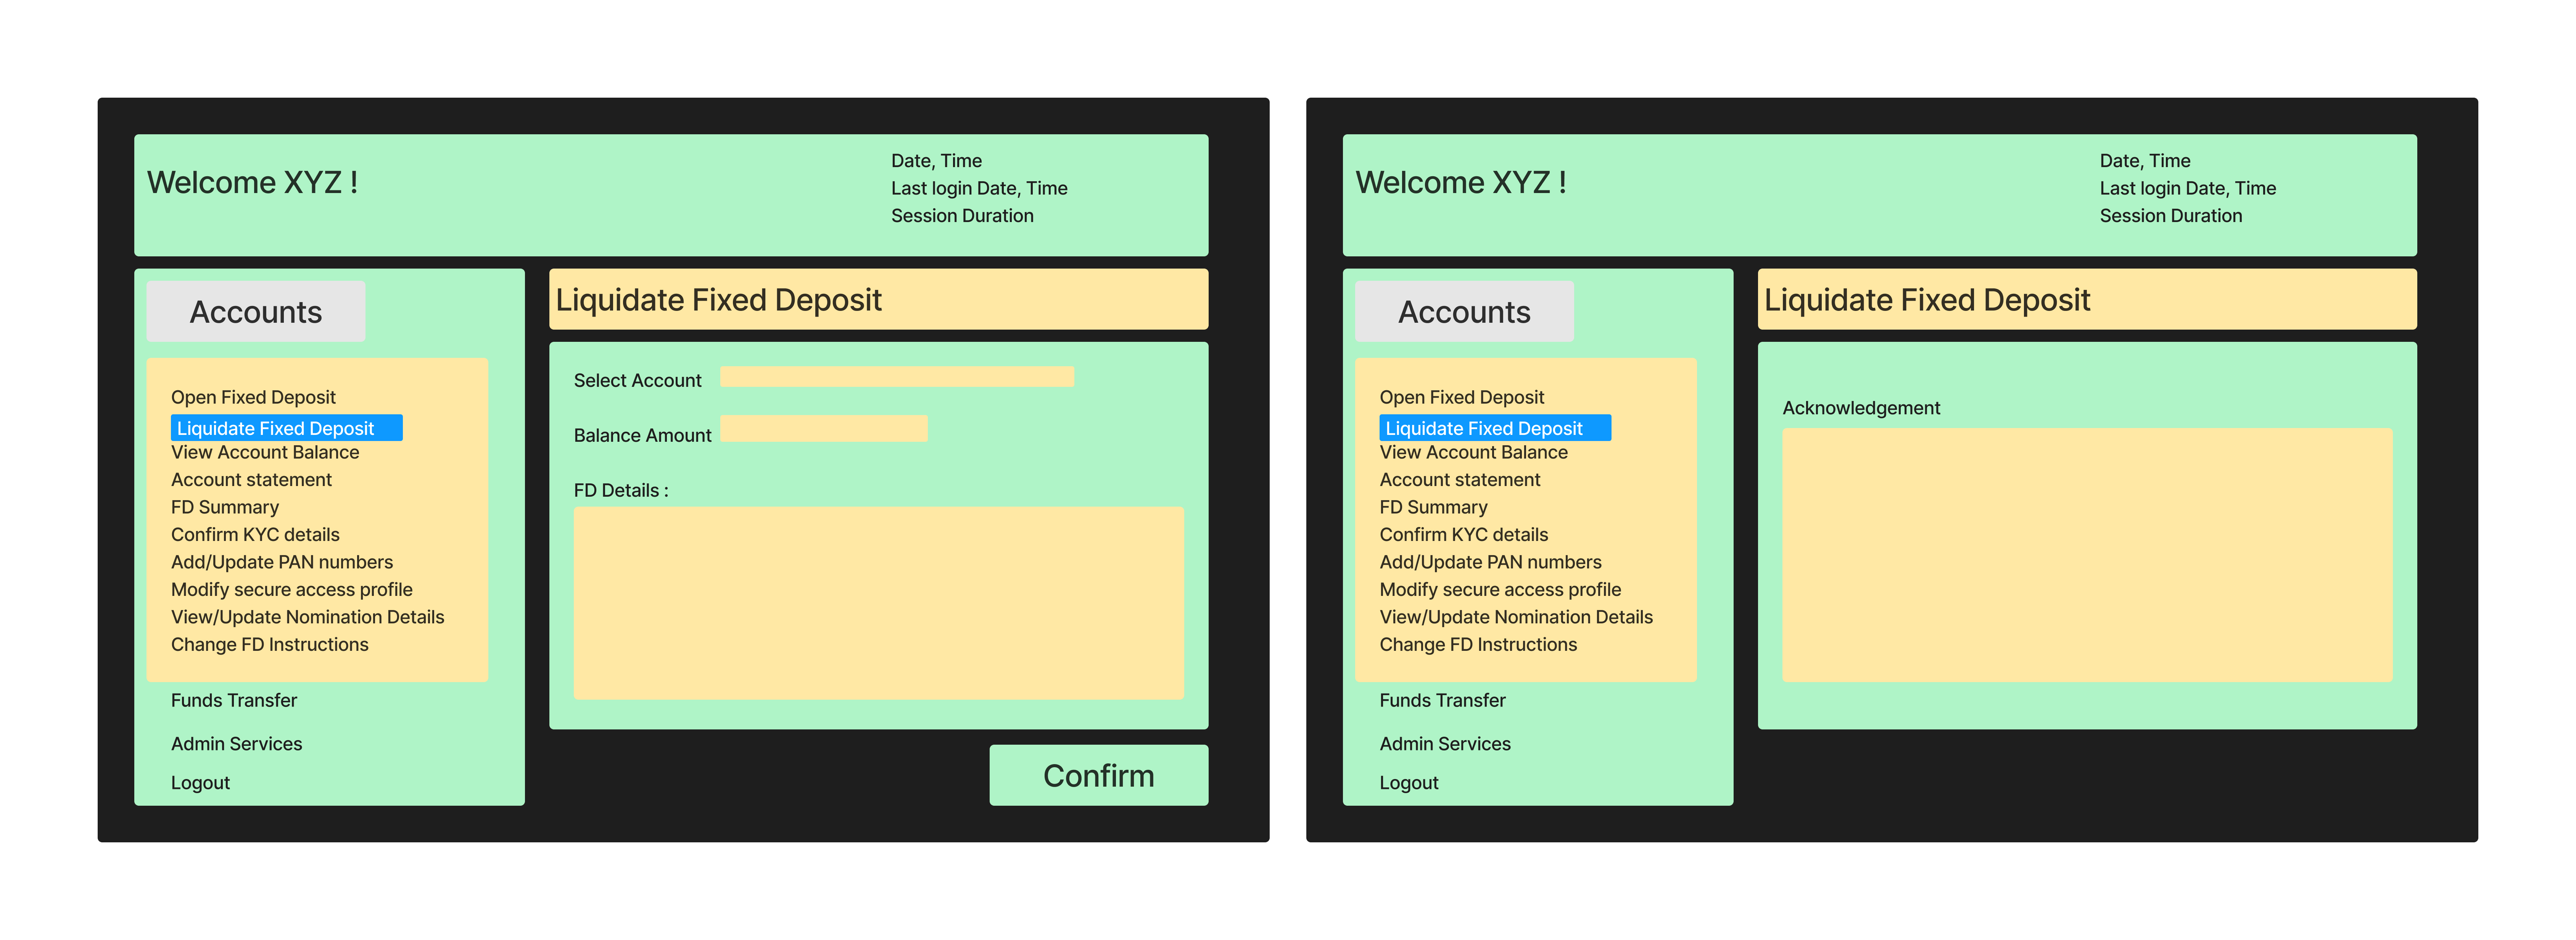 Welcome XYZ !
Date, Time
Last login Date, Time
Session Duration
Accounts
Open Fixed Deposit
Liquidate Fixed Deposit
View Account Balance
Account statement
FD Summary
Confirm KYC details
Add/Update PAN numbers
Modify secure access profile
View/Update Nomination Details
Change FD Instructions
Funds Transfer
Admin Services
Logout
Liquidate Fixed Deposit
Select Account
Balance Amount
FD Details :
Confirm
Welcome XYZ !
Date, Time
Last login Date, Time
Session Duration
Accounts
Open Fixed Deposit
Liquidate Fixed Deposit
View Account Balance
Account statement
FD Summary
Confirm KYC details
Add/Update PAN numbers
Modify secure access profile
View/Update Nomination Details
Change FD Instructions
Funds Transfer
Admin Services
Logout
Liquidate Fixed Deposit
Acknowledgement